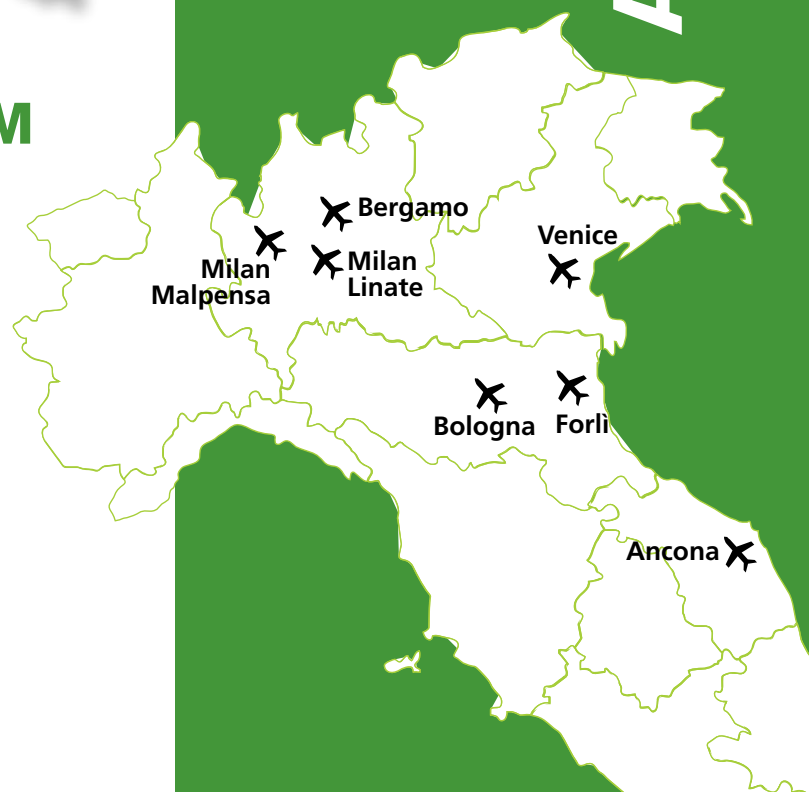 A
M
Bergamo
Venice
Milan
Malpensa
Milan
Linate
Bologna
Forlì
Ancona